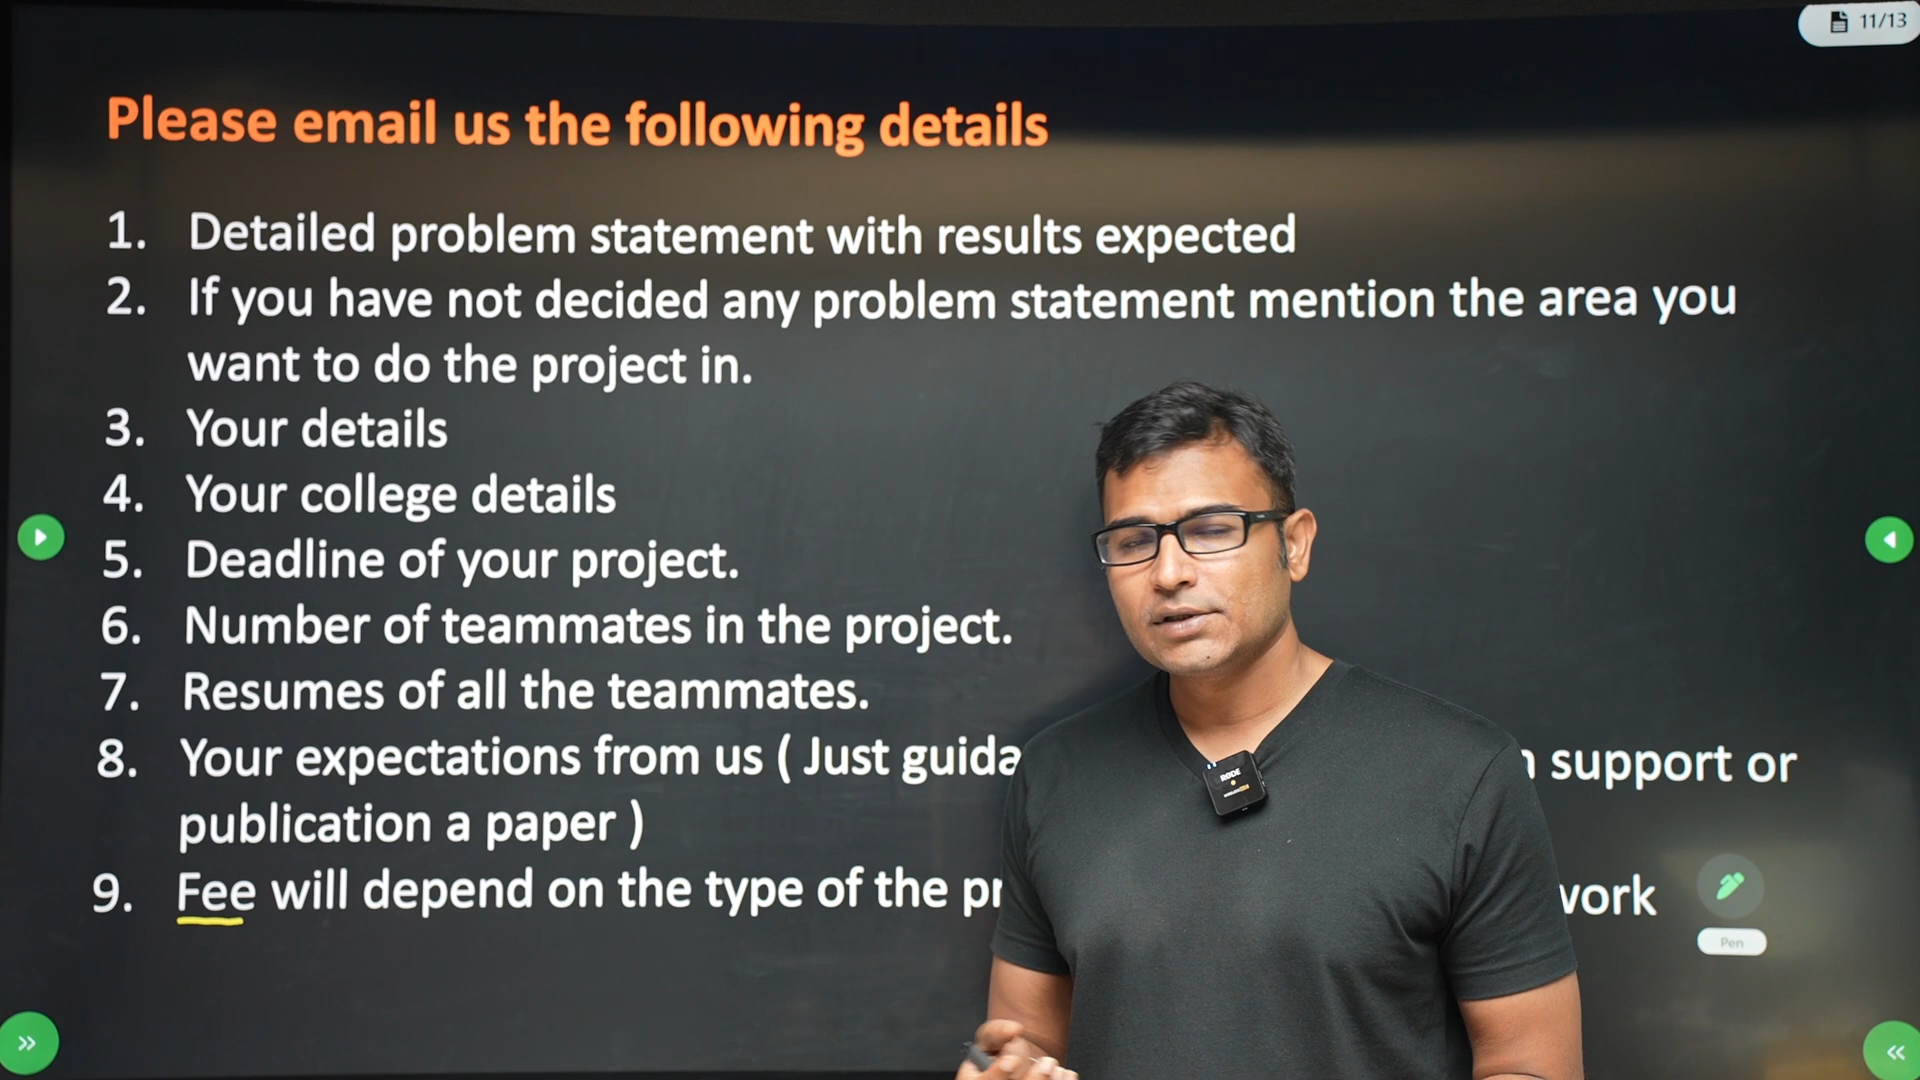 11/13
Please email us the following details
1. Detailed problem statement with results expected
2. If you have not decided any problem statement mention the area you
want to do the project in.
3. Your details
4. Your college details
5. Deadline of your project.
6. Number of teammates in the project.
7. Resumes of all the teammates.
8. Your expectations from us ( Just support or
publication a paper )
9. Fee will depend on the type of the work
Pen
RODE